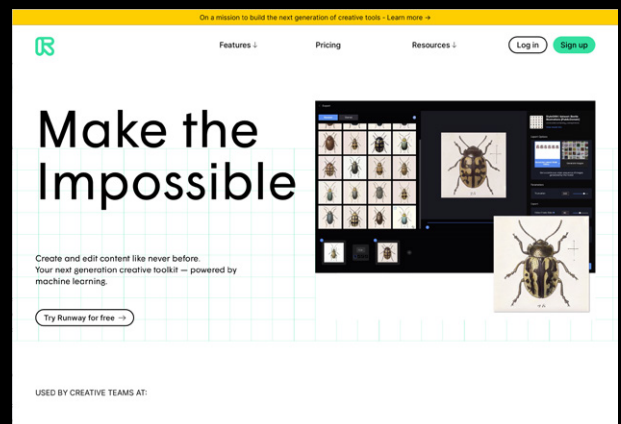 On a mission to build the next generation of creative tools - Learn more →
R
Features ↓
Pricing
Resources ↓
Log in
Sign up
Make the
Impossible
Create and edit content like never before.
Your next generation creative toolkit — powered by
machine learning.
Try Runway for free →
USED BY CREATIVE TEAMS AT: